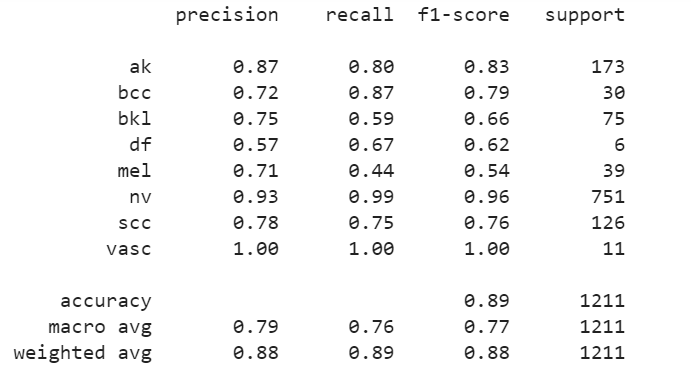 precision recall f1-score support
ak 0.87 0.80 0.83 173
bcc 0.72 0.87 0.79 30
bkl 0.75 0.59 0.66 75
df 0.57 0.67 0.62 6
mel 0.71 0.44 0.54 39
nv 0.93 0.99 0.96 751
scc 0.78 0.75 0.76 126
vasc 1.00 1.00 1.00 11
accuracy 0.89 1211
macro avg 0.79 0.76 0.77 1211
weighted avg 0.88 0.89 0.88 1211